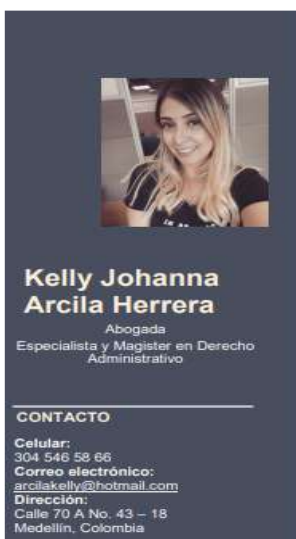 Kelly Johanna
Arcila Herrera
Abogada
Especialista y Magister en Derecho
Administrativo
CONTACTO
Celular:
304 546 58 66
Correo electrónico:
arcilakelly@hotmail.com
Dirección:
Calle 70 A No. 43 – 18
Medellín, Colombia